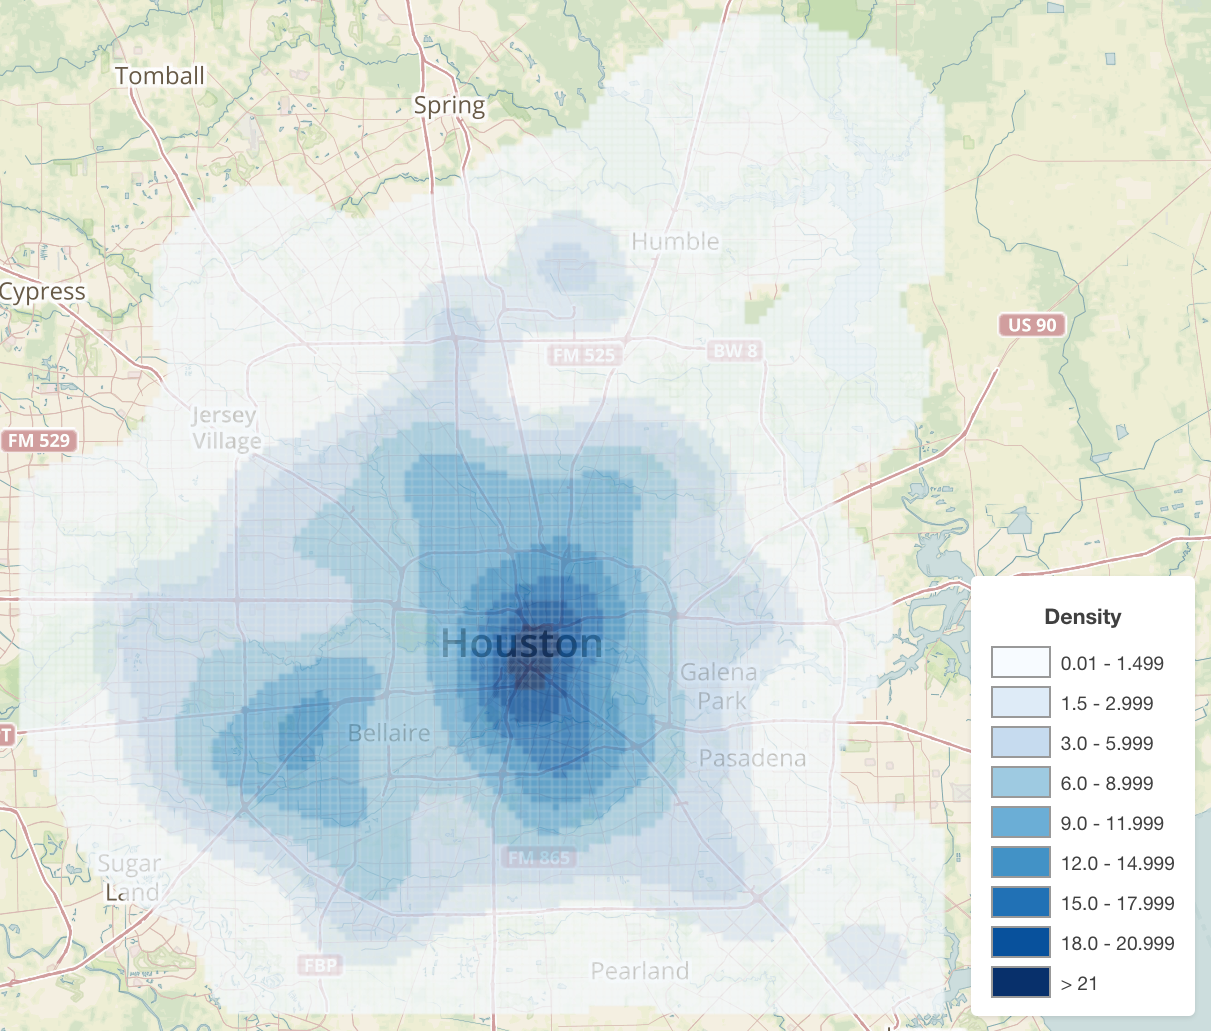 Tomball
Spring
Humble
Cypress
US 90
FM 525
BW 8
Jersey
Village
FM 529
Houston
Galena
Park
Bellaire
T
Pasadena
FM 865
Sugar
Land
FBP
Pearland
Density
0.01 - 1.499
1.5 - 2.999
3.0 - 5.999
6.0 - 8.999
9.0 - 11.999
12.0 - 14.999
15.0 - 17.999
18.0 - 20.999
> 21